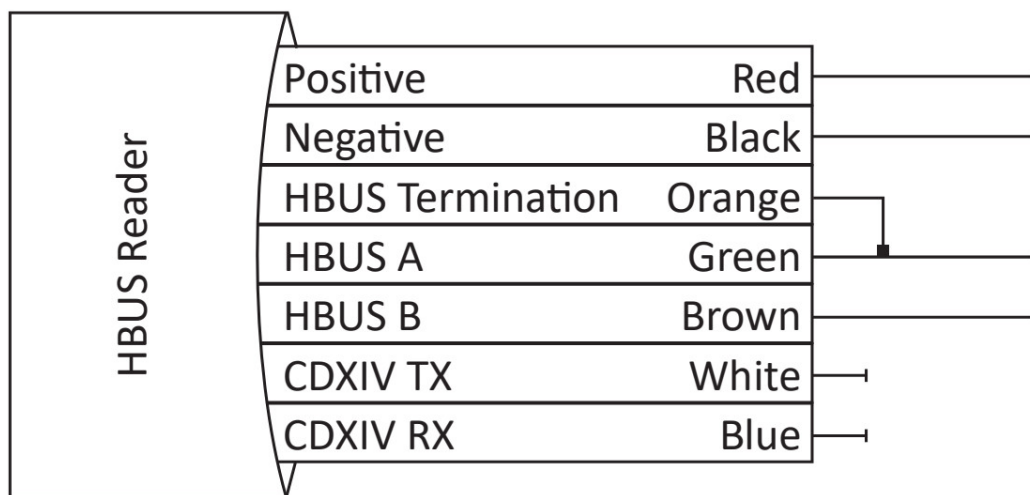 HBUS Reader
Positive Red
Negative Black
HBUS Termination Orange
HBUS A Green
HBUS B Brown
CDXIV TX White
CDXIV RX Blue